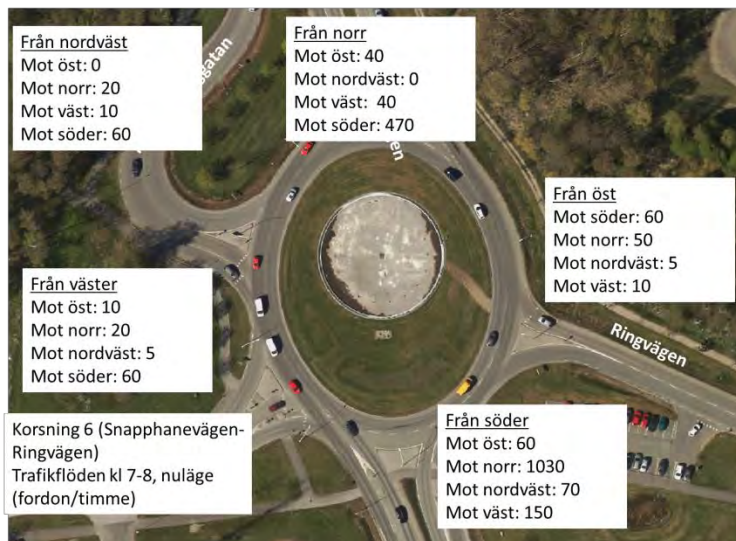 Från nordväst
Mot öst: 0
Mot norr: 20
Mot väst: 10
Mot söder: 60
Från norr
Mot öst: 40
Mot nordväst: 0
Mot väst: 40
Mot söder: 470
Från öst
Mot söder: 60
Mot norr: 50
Mot nordväst: 5
Mot väst: 10
Från väster
Mot öst: 10
Mot norr: 20
Mot nordväst: 5
Mot söder: 60
Ringvägen
Korsning 6 (Snapphanevägen-
Ringvägen)
Trafikflöden kl 7-8, nuläge
(fordon/timme)
Från söder
Mot öst: 60
Mot norr: 1030
Mot nordväst: 70
Mot väst: 150